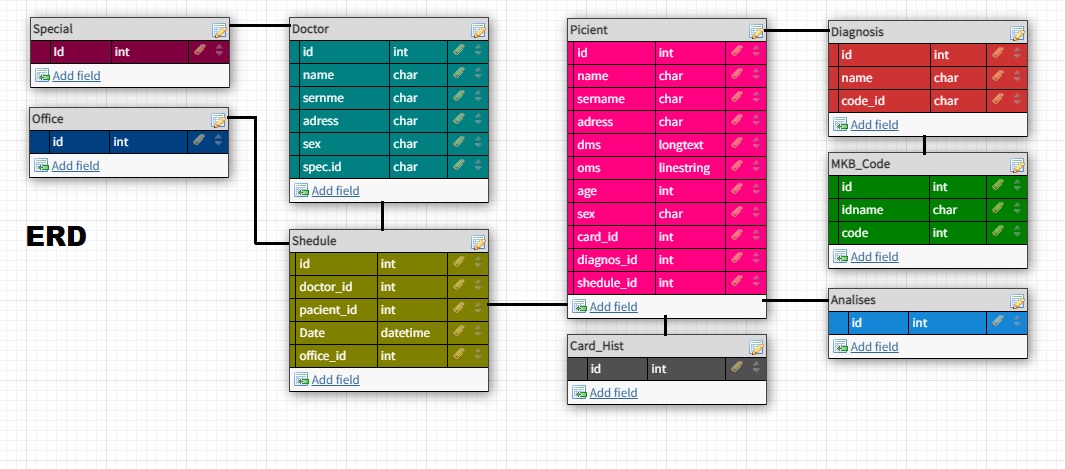 Special
Id int
Add field
Office
id int
Add field
ERD
Doctor
id int
name char
sernme char
adress char
sex char
spec.id char
Add field
Shedule
id int
doctor_id int
pacient_id int
Date datetime
office_id int
Add field
Picient
id int
name char
sername char
adress char
dms longtext
oms linestring
age int
sex char
card_id int
diagnos_id int
shedule_id int
Add field
Card_Hist
id int
Add field
Diagnosis
id int
name char
code_id char
Add field
MKB_Code
id int
idname char
code int
Add field
Analises
id int
Add field